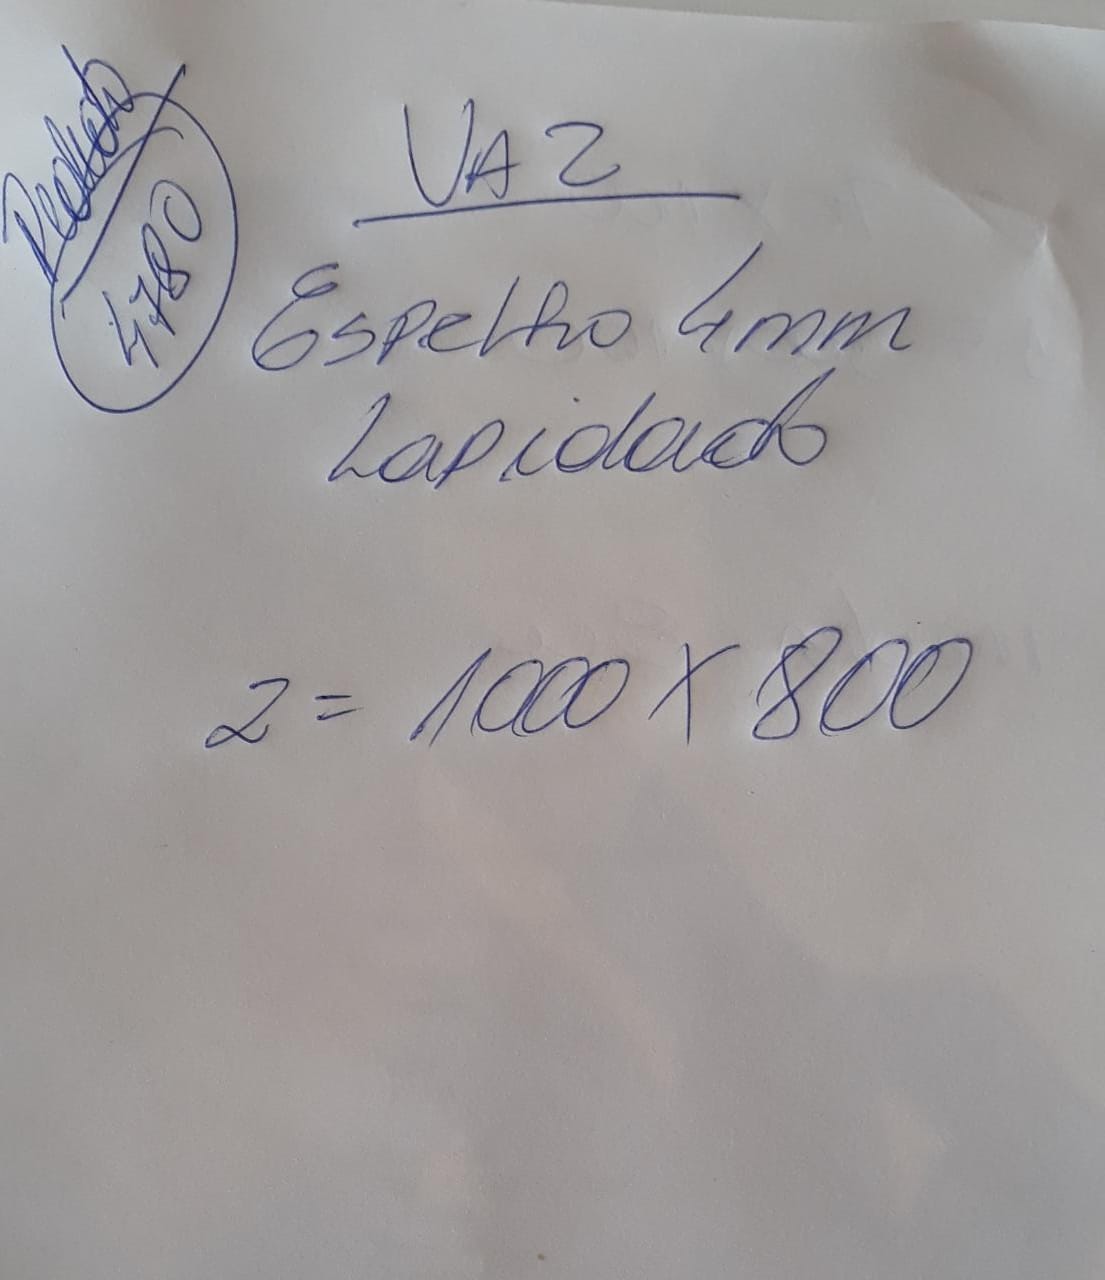 Pedido
4780
VAZ
Espelho 4mm
Lapidado
2 = 1000 X 800